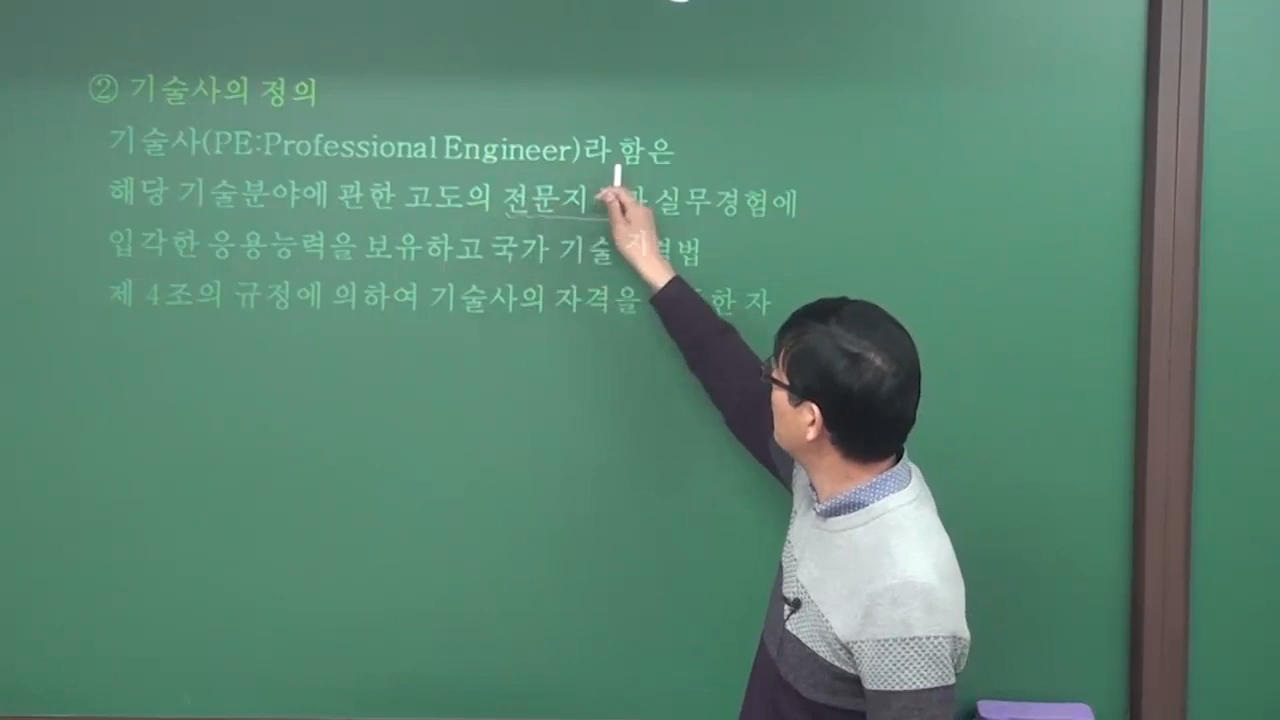 ② 기술사의 정의
기술사(PE:Professional Engineer)라 함은
해당 기술분야에 관한 고도의 전문지 실무경험에
입각한 응용능력을 보유하고 국가 기술 법
제 4조의 규정에 의하여 기술사의 자격을 한 자